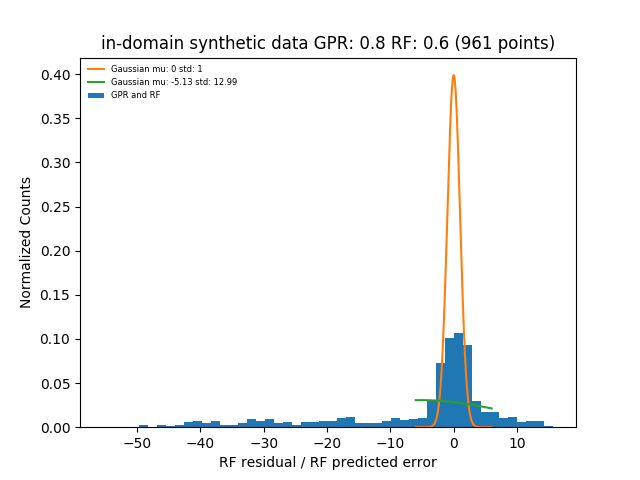 in-domain synthetic data GPR: 0.8 RF: 0.6 (961 points)
Gaussian mu: 0 std: 1
Gaussian mu: -5.13 std: 12.99
GPR and RF
Normalized Counts
0.40
0.35
0.30
0.25
0.20
0.15
0.10
0.05
0.00
−50 −40 −30 −20 −10 0 10
RF residual / RF predicted error